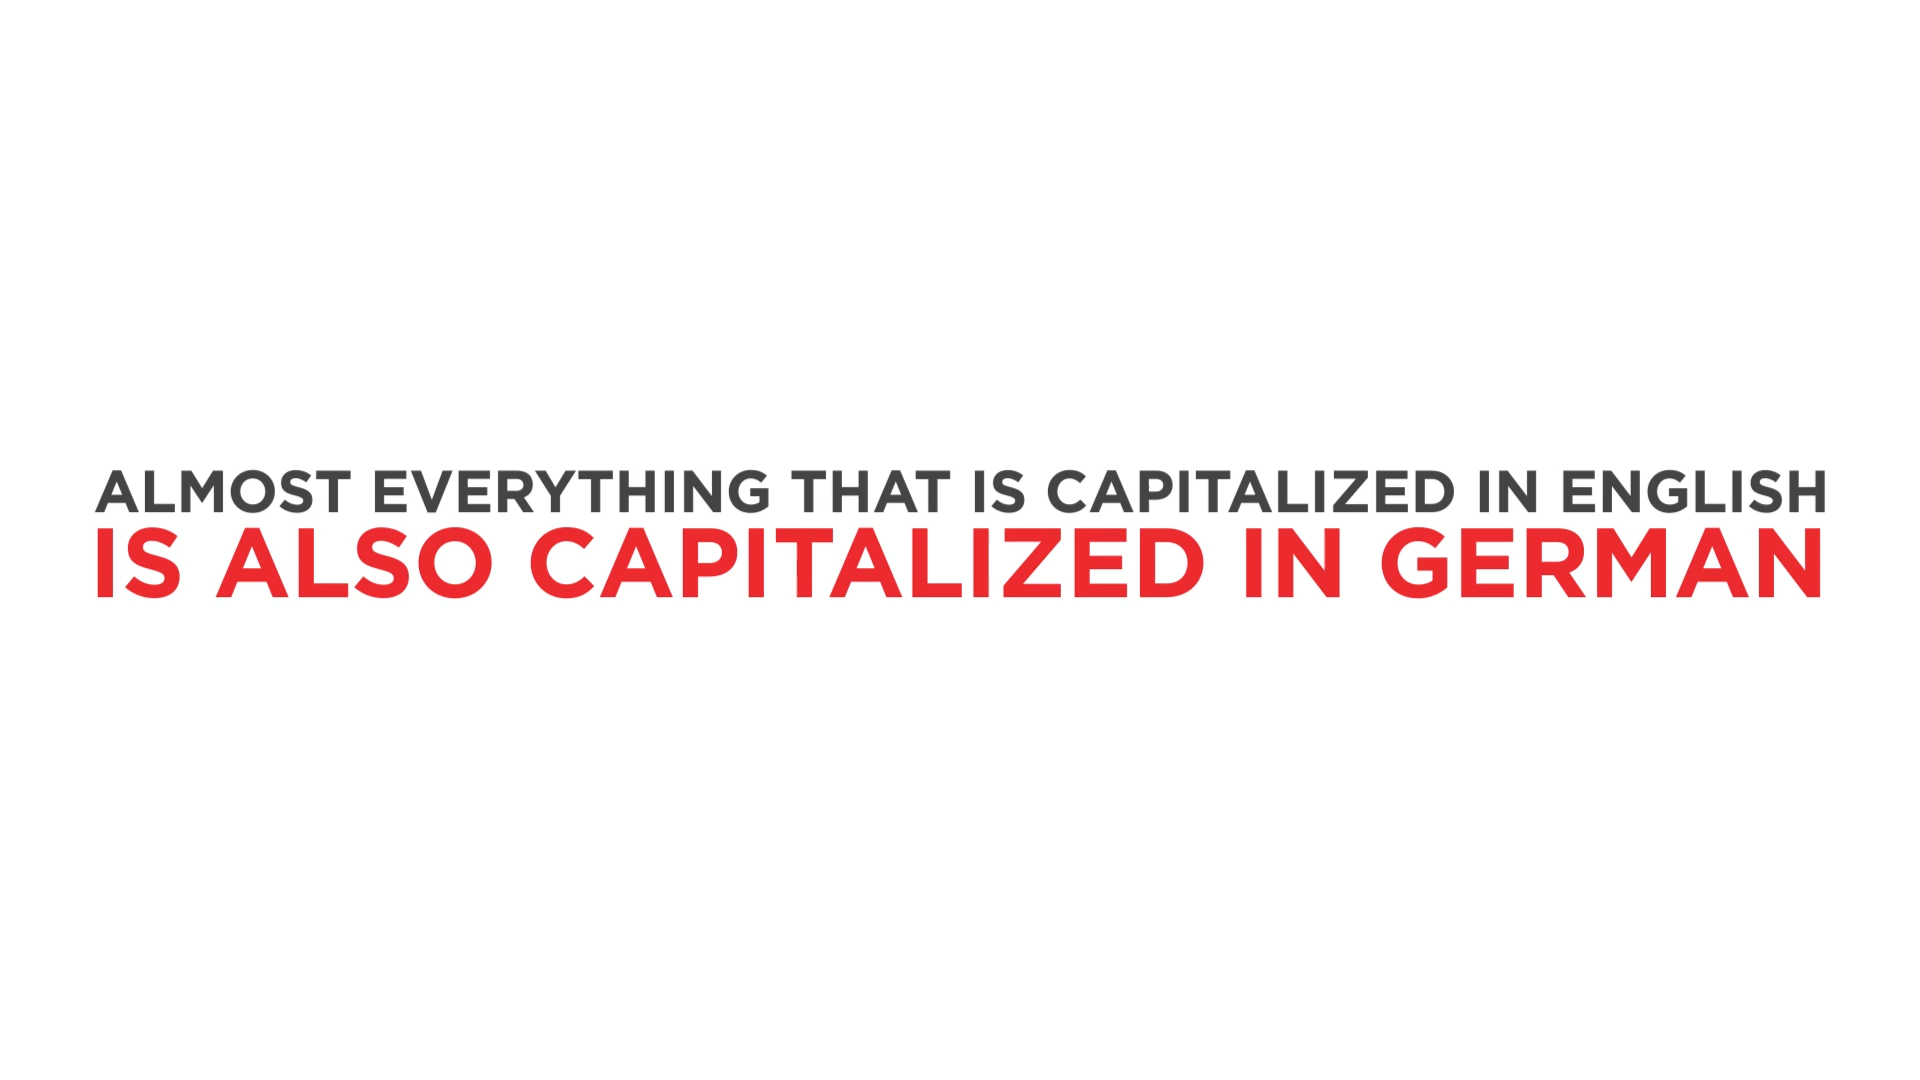 ALMOST EVERYTHING THAT IS CAPITALIZED IN ENGLISH
IS ALSO CAPITALIZED IN GERMAN